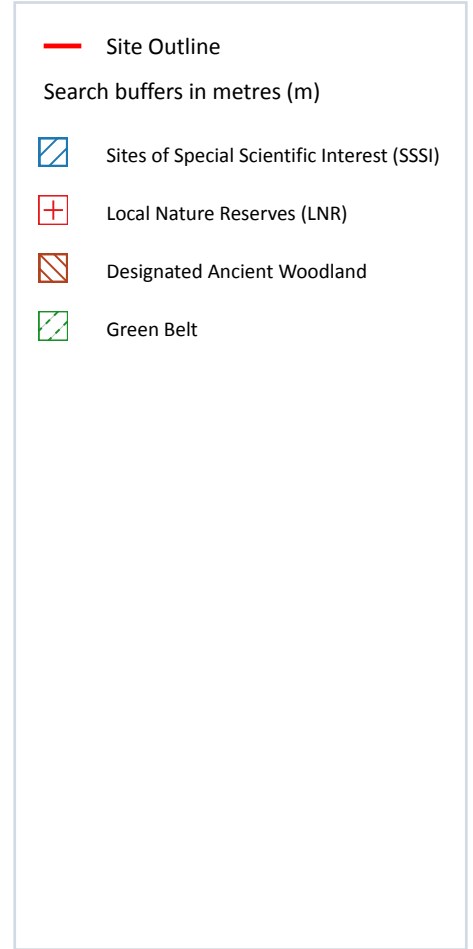 Site Outline
Search buffers in metres (m)
Sites of Special Scientific Interest (SSSI)
Local Nature Reserves (LNR)
Designated Ancient Woodland
Green Belt